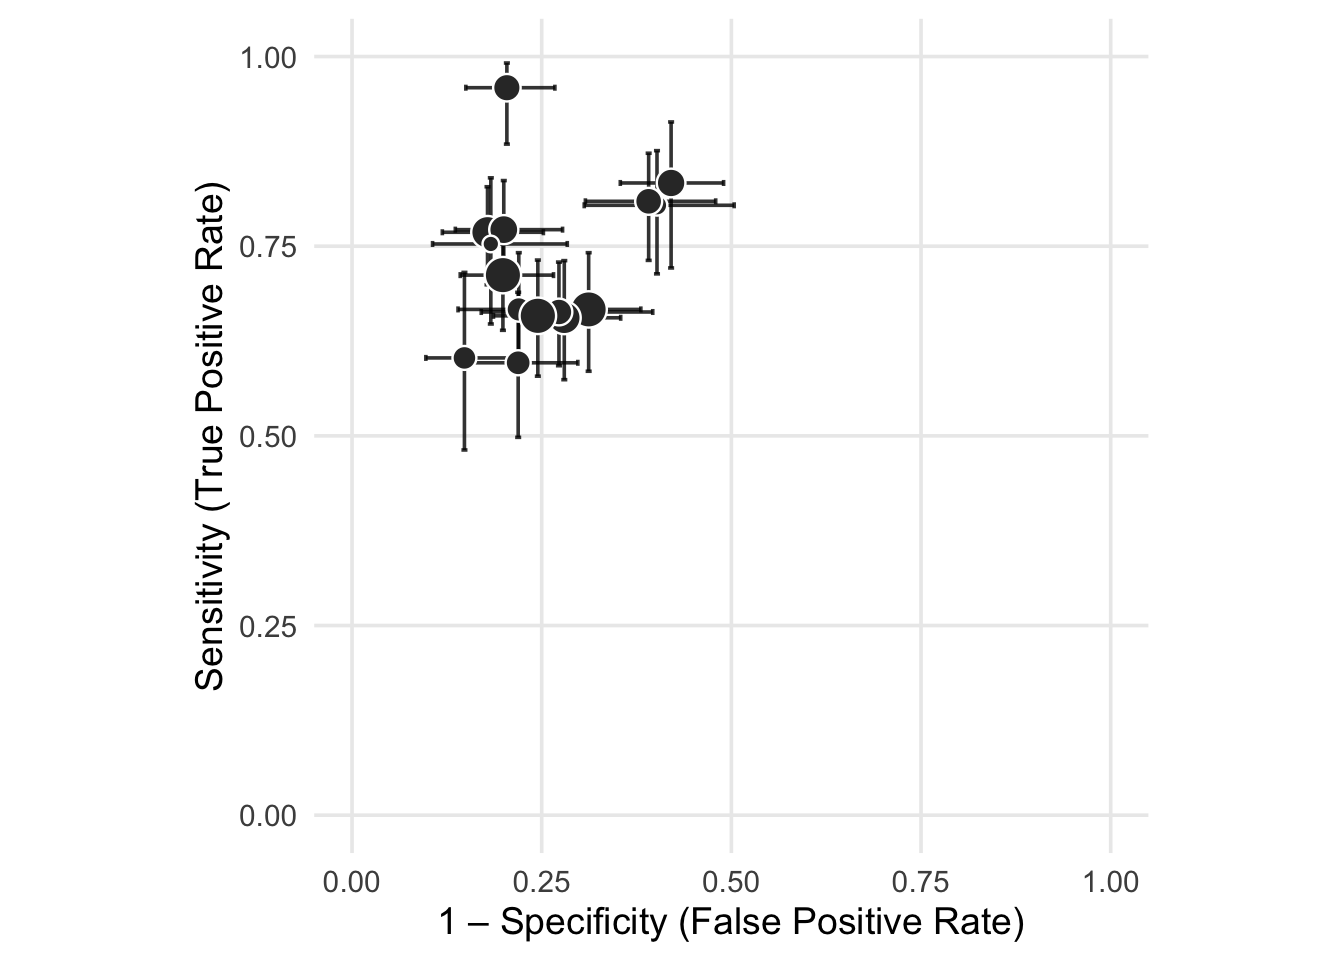 Sensitivity (True Positive Rate)
1.00
0.75
0.50
0.25
0.00
0.00 0.25 0.50 0.75 1.00
1 – Specificity (False Positive Rate)